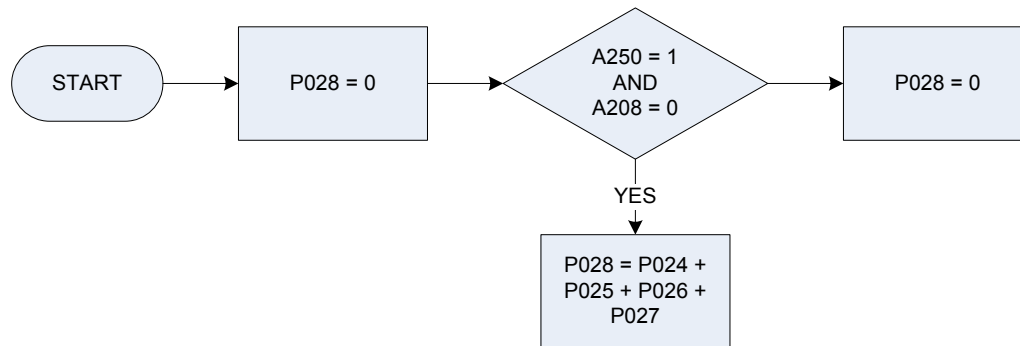 START
P028 = 0
A250 = 1
AND
A208 = 0
P028 = 0
YES
P028 = P024 +
P025 + P026 +
P027